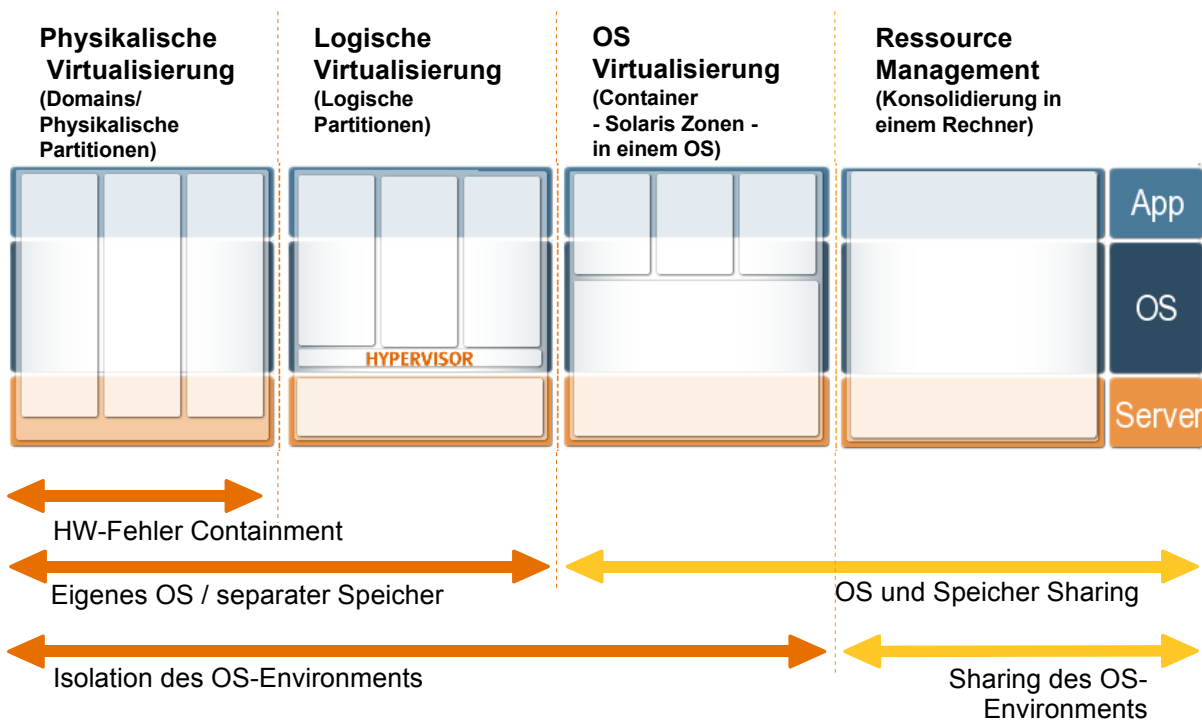 Physikalische
Virtualisierung
(Domains/
Physikalische
Partitionen)
Logische
Virtualisierung
(Logische
Partitionen)
OS
Virtualisierung
(Container
- Solaris Zonen -
in einem OS)
Ressource
Management
(Konsolidierung in
einem Rechner)
App
OS
HYPERVISOR
Server
HW-Fehler Containment
Eigenes OS / separater Speicher
OS und Speicher Sharing
Isolation des OS-Environments
Sharing des OS-
Environments